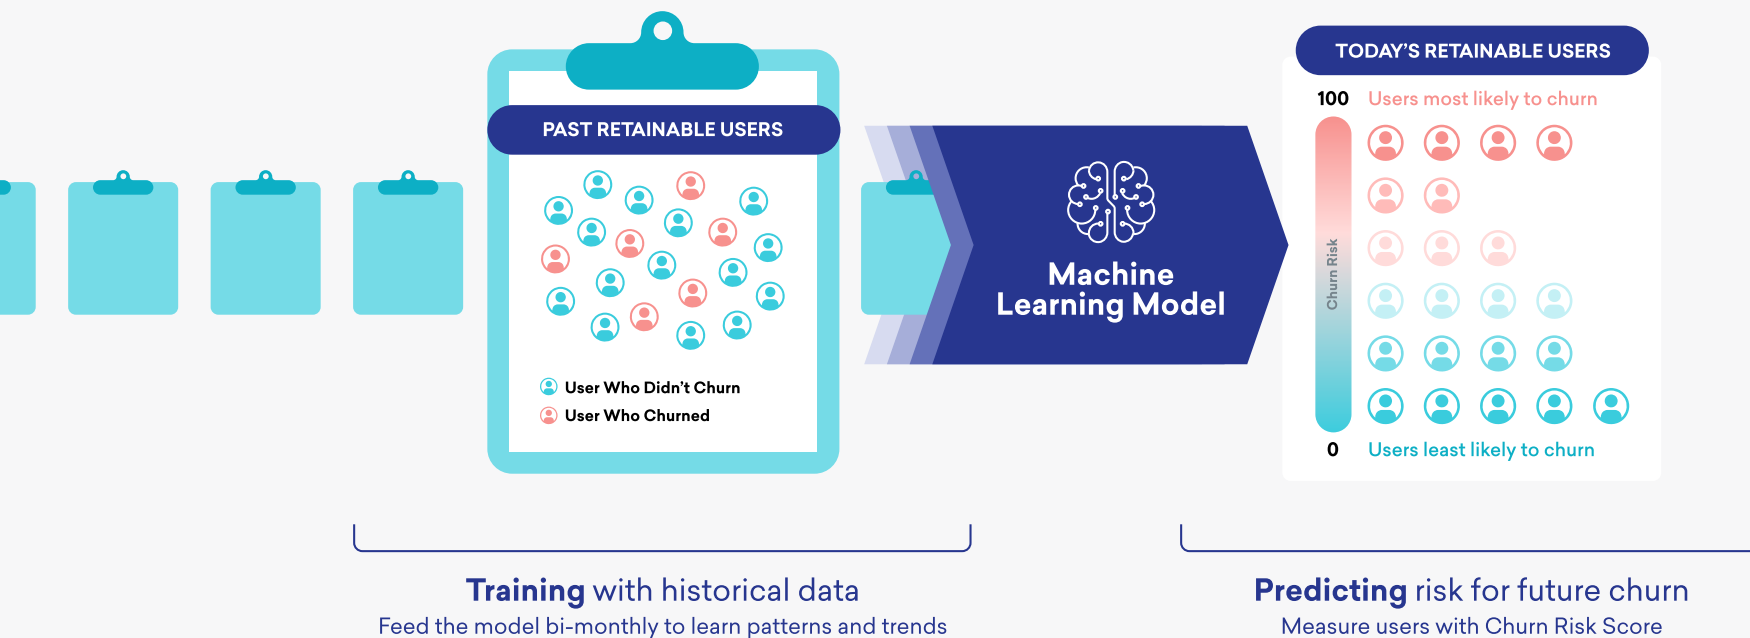 PAST RETAINABLE USERS
User Who Didn't Churn
User Who Churned
Machine
Learning Model
TODAY'S RETAINABLE USERS
100 Users most likely to churn
Churn Risk
0 Users least likely to churn
Training with historical data
Feed the model bi-monthly to learn patterns and trends
Predicting risk for future churn
Measure users with Churn Risk Score